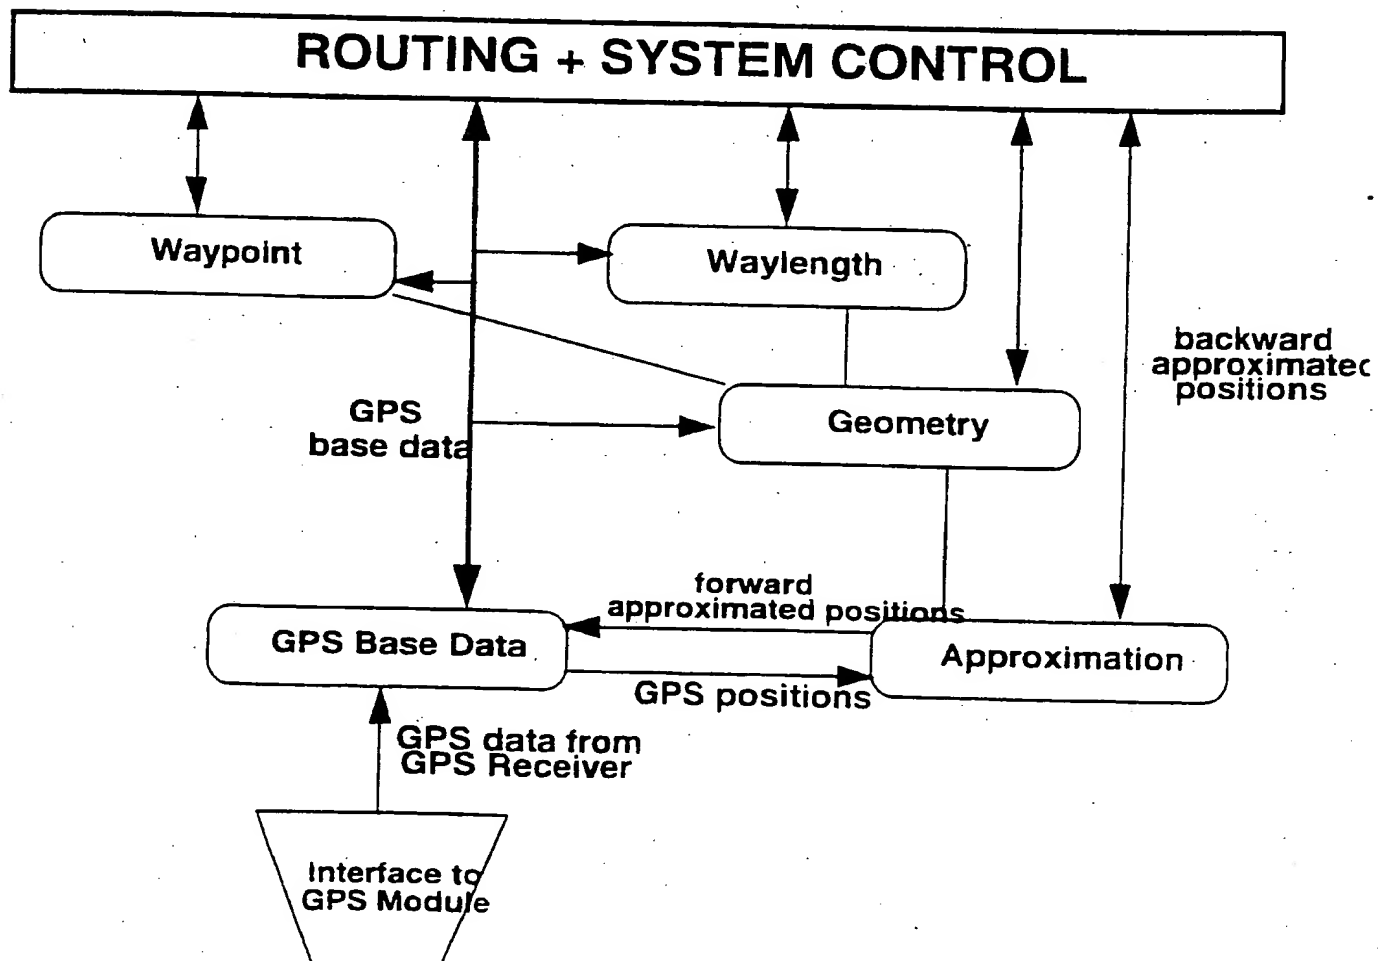 ROUTING + SYSTEM CONTROL
Waypoint
Waylength
backward
approximated
positions
GPS
base data
Geometry
forward
approximated positions
GPS Base Data
Approximation
GPS positions
GPS data from
GPS Receiver
Interface to
GPS Module